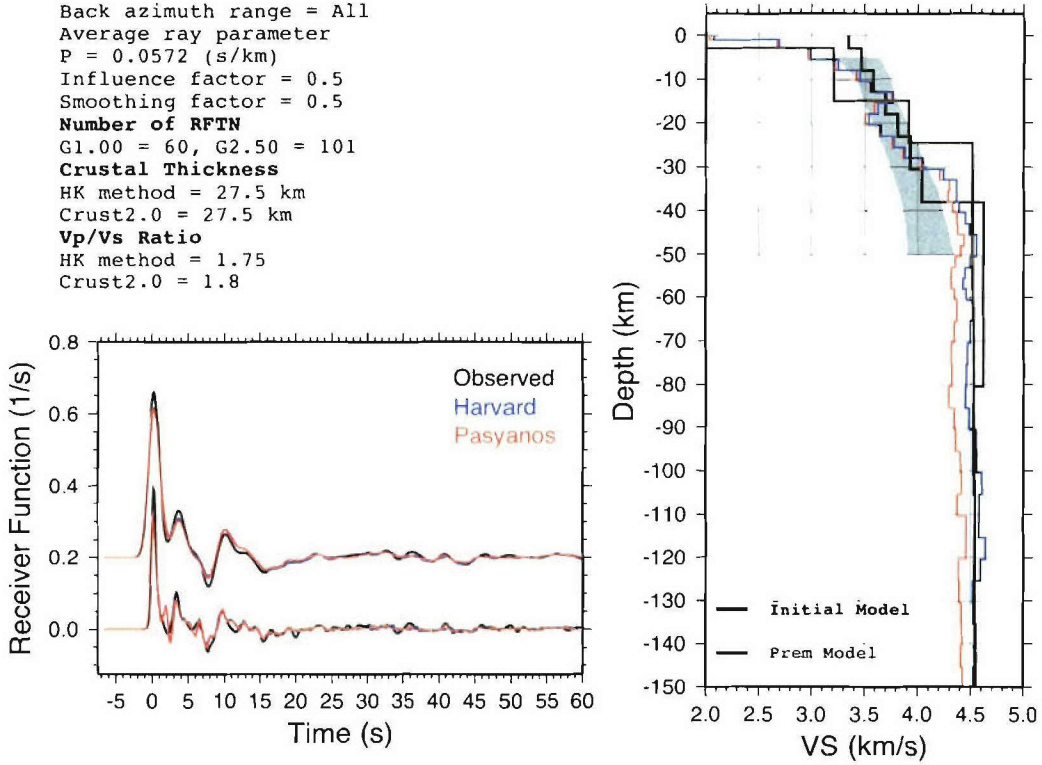 Back azimuth range = All
Average ray parameter
P = 0.0572 (s/km)
Influence factor = 0.5
Smoothing factor = 0.5
Number of RFTN
G1.00 = 60, G2.50 = 101
Crustal Thickness
HK method = 27.5 km
Crust2.0 = 27.5 km
Vp/Vs Ratio
HK method = 1.75
Crust2.0 = 1.8
Receiver Function (1/s)
0.8
0.6
0.4
0.2
0.0
Observed
Harvard
Pasyanos
-5 0 5 10 15 20 25 30 35 40 45 50 55 60
Time (s)
Depth (km)
0
-10
-20
-30
-40
-50
-60
-70
-80
-90
-100
-110
-120
-130
-140
-150
Initial Model
Prem Model
2.0 2.5 3.0 3.5 4.0 4.5 5.0
VS (km/s)